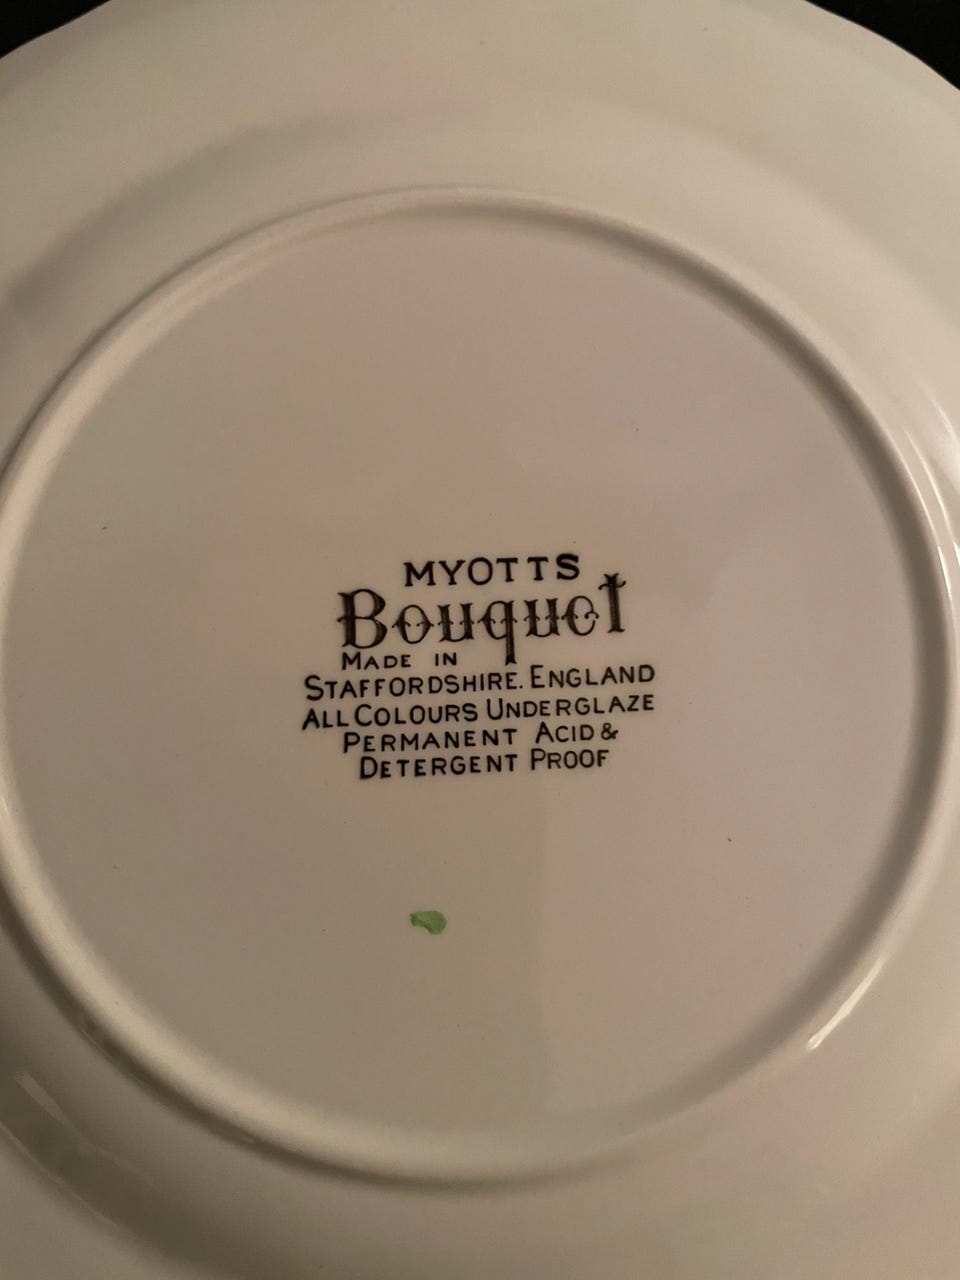 MYOTTS
Bouquet
MADE IN
STAFFORDSHIRE. ENGLAND
ALL COLOURS UNDERGLAZE
PERMANENT ACID &
DETERGENT PROOF